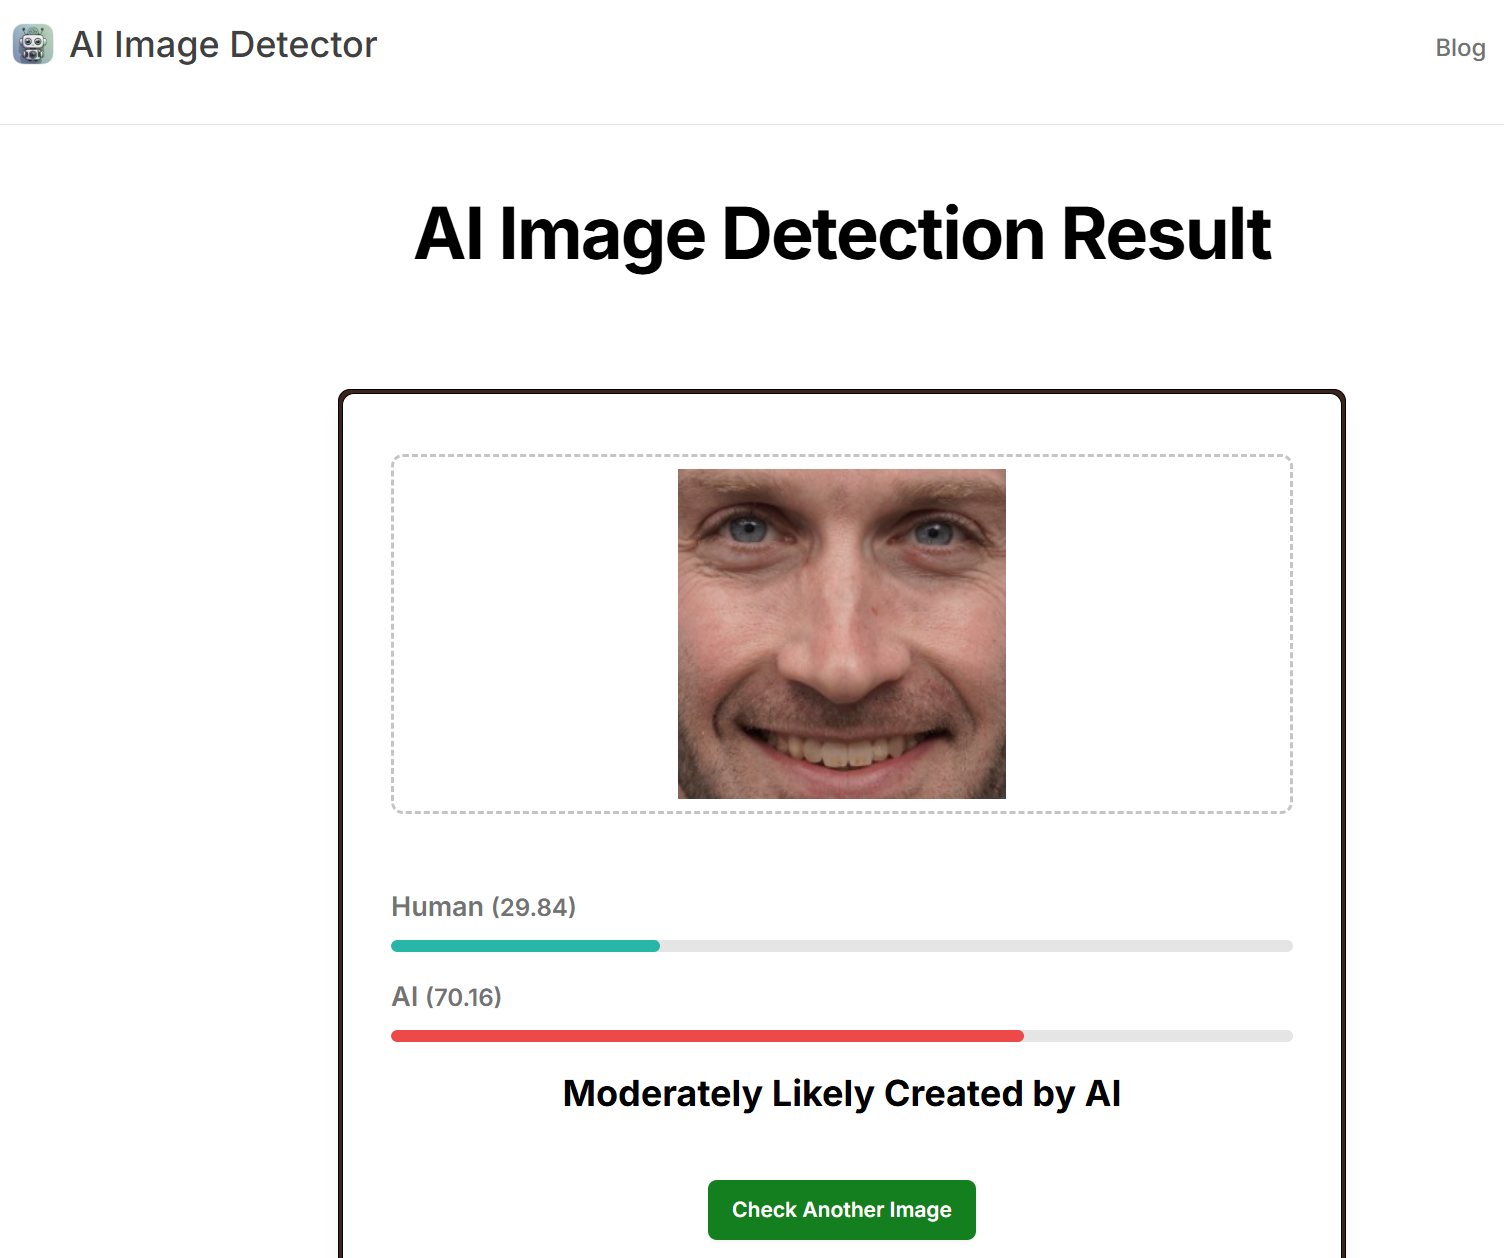 AI Image Detector
Blog
AI Image Detection Result
Human (29.84)
AI (70.16)
Moderately Likely Created by AI
Check Another Image